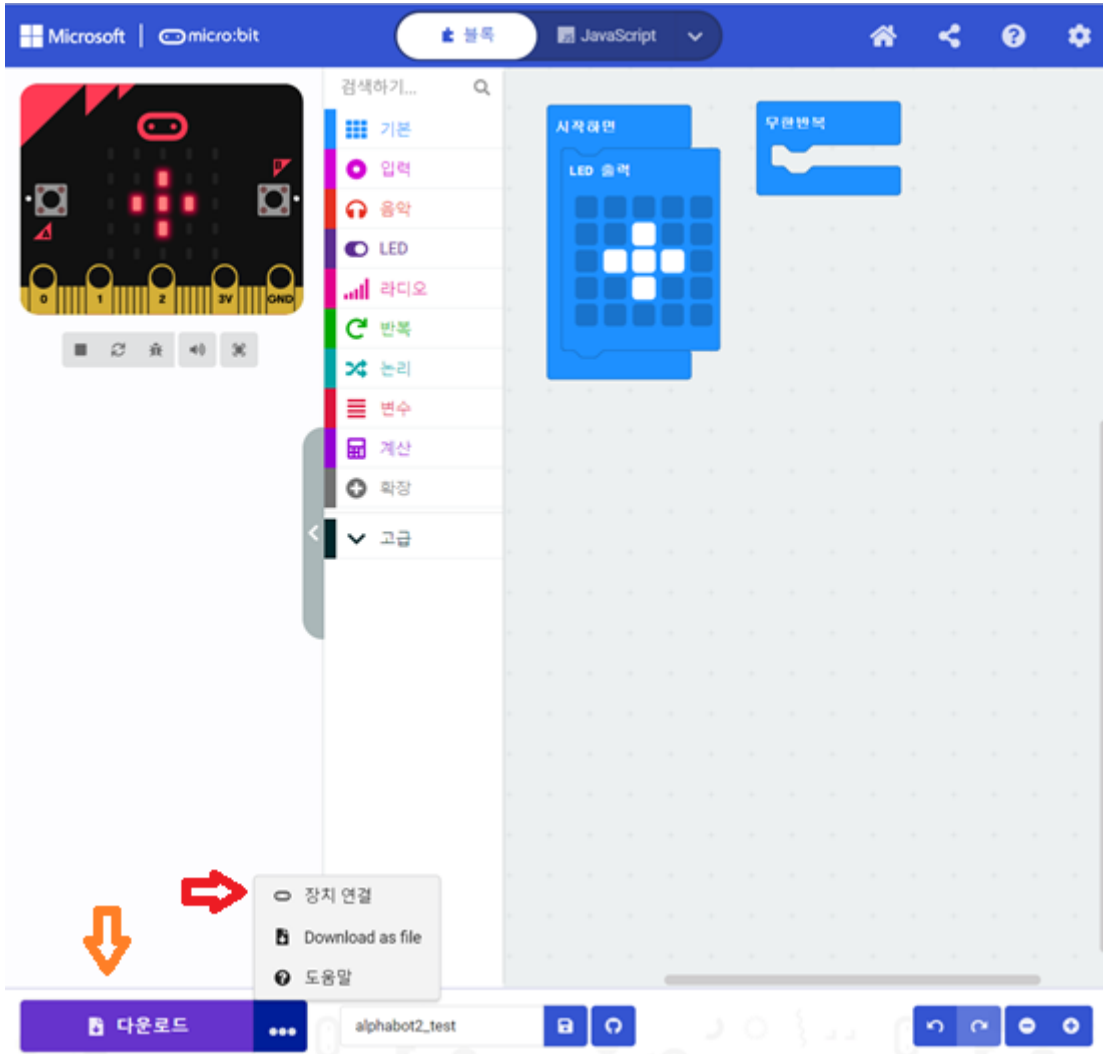 Microsoft | micro:bit
블록
JavaScript
검색하기...
기본
입력
음악
LED
라디오
반복
논리
변수
계산
확장
고급
시작하면
LED 출력
무한반복
A
B
0 1 2 3V GND
장치 연결
Download as file
도움말
다운로드
alphabot2_test